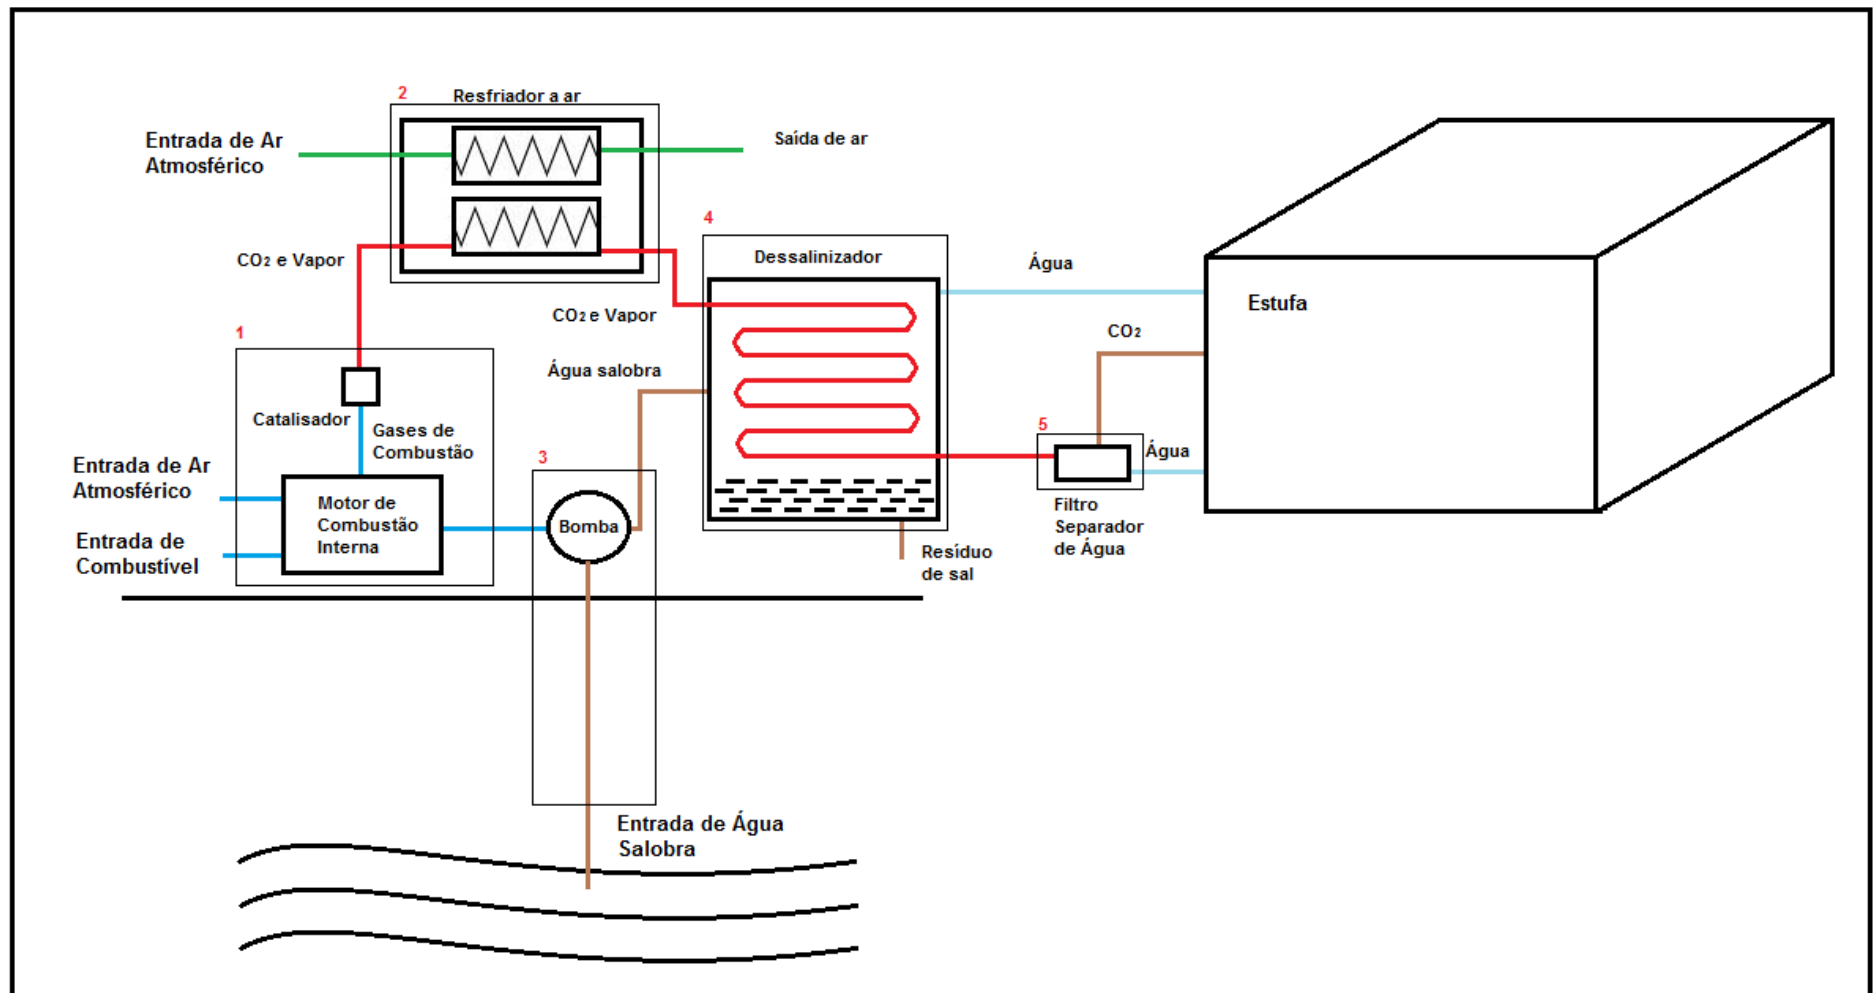 2
Resfriador a ar
Entrada de Ar
Atmosférico
Saída de ar
CO2 e Vapor
4
Dessalinizador
Água
Estufa
CO2 e Vapor
CO2
1
Água salobra
Catalisador
Gases de
Combustão
5
Água
3
Entrada de Ar
Atmosférico
Motor de
Combustão
Interna
Bomba
Filtro
Separador
de Água
Entrada de
Combustível
Resíduo
de sal
Entrada de Água
Salobra